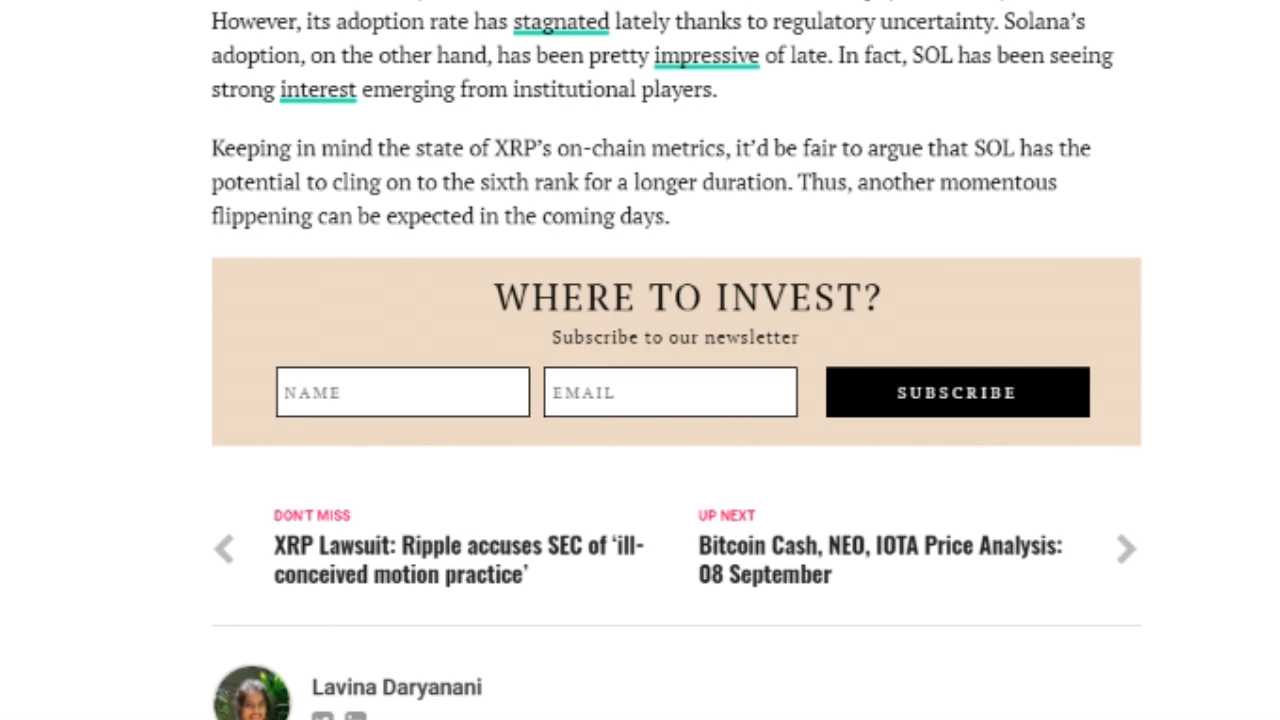 However, its adoption rate has stagnated lately thanks to regulatory uncertainty. Solana’s
adoption, on the other hand, has been pretty impressive of late. In fact, SOL has been seeing
strong interest emerging from institutional players.
Keeping in mind the state of XRP’s on-chain metrics, it’d be fair to argue that SOL has the
potential to cling on to the sixth rank for a longer duration. Thus, another momentous
flippening can be expected in the coming days.
WHERE TO INVEST?
Subscribe to our newsletter
NAME
EMAIL
SUBSCRIBE
DON'T MISS
XRP Lawsuit: Ripple accuses SEC of ‘ill-
conceived motion practice’
UP NEXT
Bitcoin Cash, NEO, IOTA Price Analysis:
08 September
Lavina Daryanani